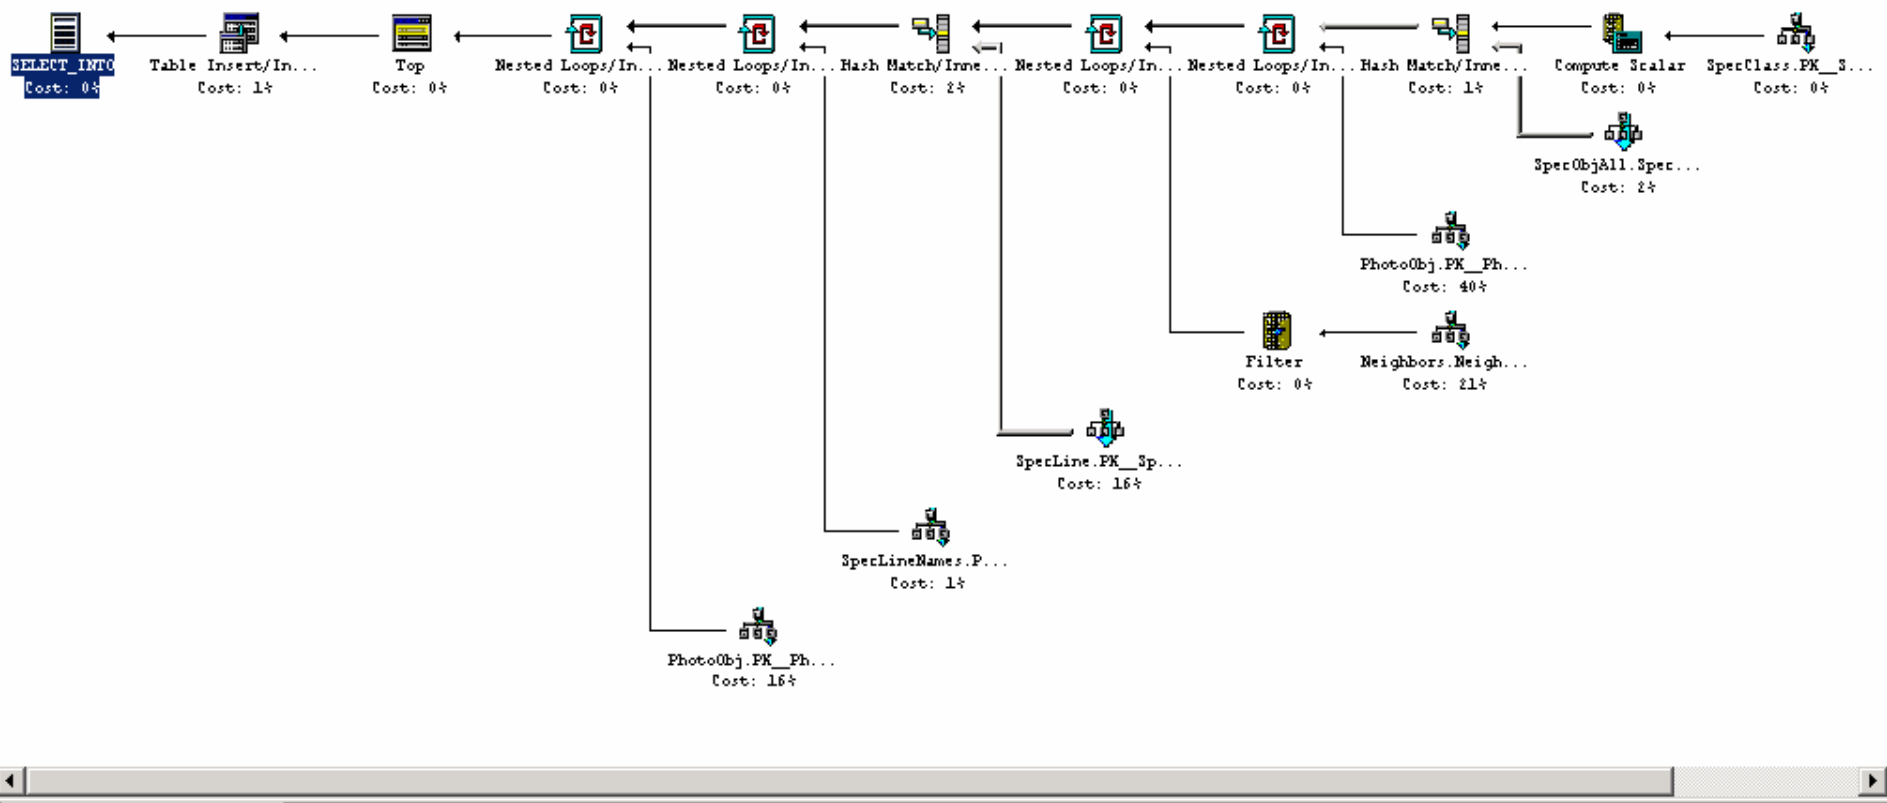 SELECT_INTO Table Insert/In... Top Nested Loops/In... Nested Loops/In... Hash Match/Inne... Nested Loops/In... Nested Loops/In... Hash Match/Inne... Compute Scalar SpecClass.PK__S...
Cost: 0% Cost: 1% Cost: 0% Cost: 0% Cost: 0% Cost: 2% Cost: 0% Cost: 0% Cost: 1% Cost: 0% Cost: 0%
SpecObjAll.Spec...
Cost: 2%
PhotoObj.PK__Ph...
Cost: 40%
Filter Neighbors.Neigh...
Cost: 0% Cost: 21%
SpecLine.PK__Sp...
Cost: 16%
SpecLineNames.P...
Cost: 1%
PhotoObj.PK__Ph...
Cost: 16%